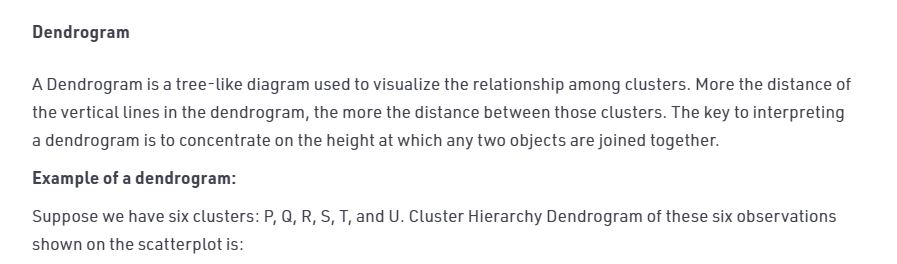 Dendrogram
A Dendrogram is a tree-like diagram used to visualize the relationship among clusters. More the distance of
the vertical lines in the dendrogram, the more the distance between those clusters. The key to interpreting
a dendrogram is to concentrate on the height at which any two objects are joined together.
Example of a dendrogram:
Suppose we have six clusters: P, Q, R, S, T, and U. Cluster Hierarchy Dendrogram of these six observations
shown on the scatterplot is: